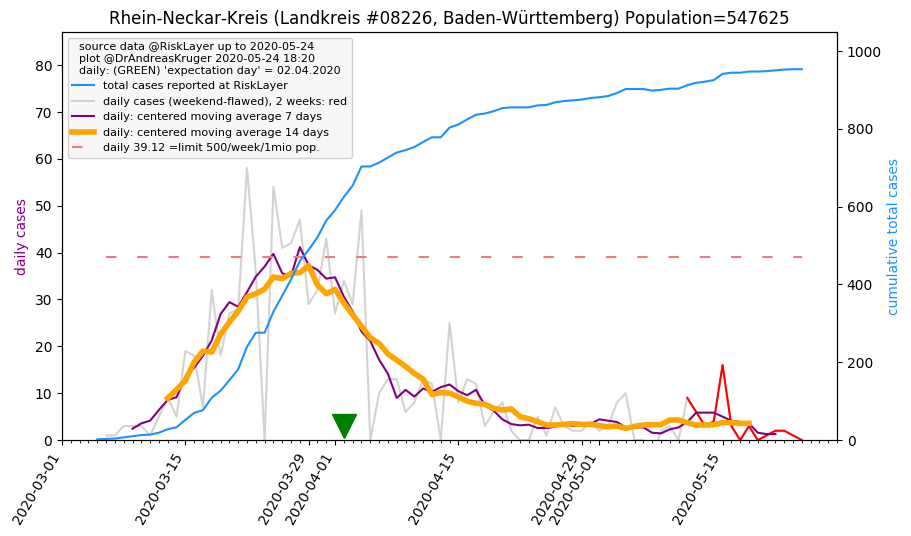 Rhein-Neckar-Kreis (Landkreis #08226, Baden-Württemberg) Population=547625
source data @RiskLayer up to 2020-05-24
plot @DrAndreasKruger 2020-05-24 18:20
daily: (GREEN) 'expectation day' = 02.04.2020
total cases reported at RiskLayer
daily cases (weekend-flawed), 2 weeks: red
daily: centered moving average 7 days
daily: centered moving average 14 days
daily 39.12 =limit 500/week/1mio pop.
daily cases
80
70
60
50
40
30
20
10
0
1000
800
600
400
200
0
cumulative total cases
2020-03-01
2020-03-15
2020-03-29
2020-04-01
2020-04-15
2020-04-29
2020-05-01
2020-05-15